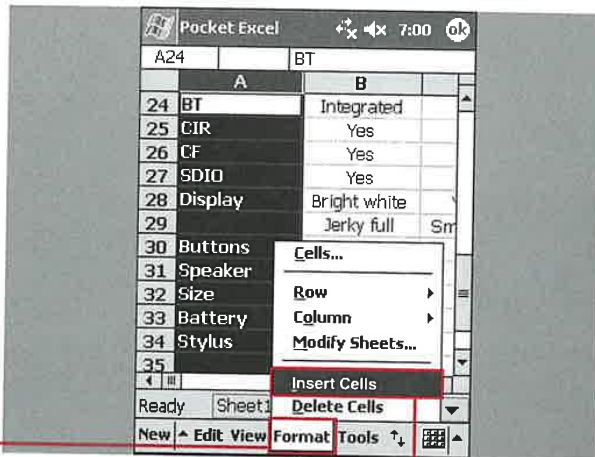 Pocket Excel 7:00 ok
A24 BT
A B
24 BT Integrated
25 CIR Yes
26 CF Yes
27 SDIO Yes
28 Display Bright white
29 Jerky full Sm
30 Buttons
31 Speaker
32 Size
33 Battery
34 Stylus
35
Cells...
Row
Column
Modify Sheets...
Insert Cells
Delete Cells
Ready Sheet1
New Edit View Format Tools